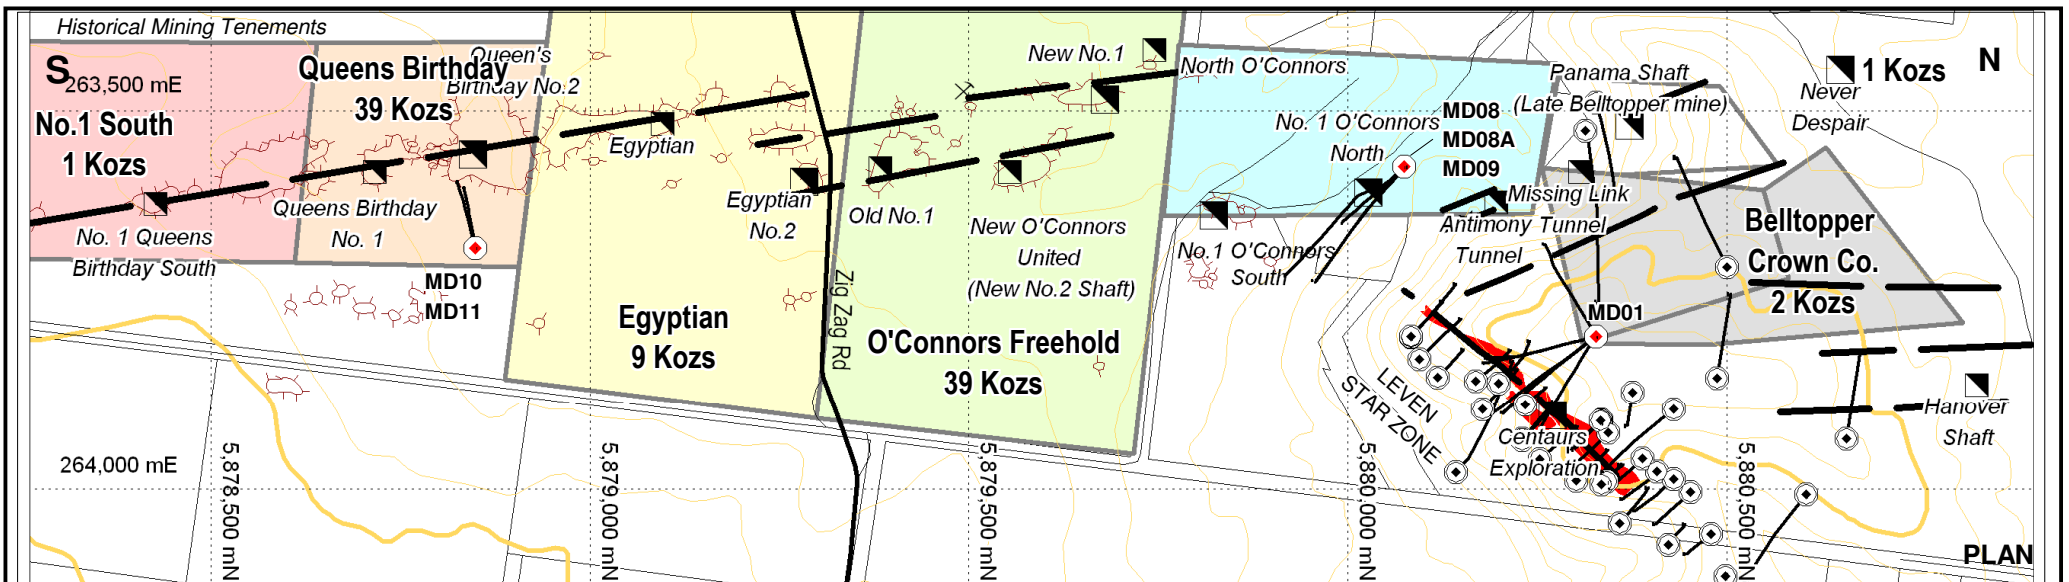 Historical Mining Tenements
S
263,500 mE
No.1 South
1 Kozs
Queens Birthday
39 Kozs
Queen's
Birthday No.2
No. 1 Queens
Birthday South
Queens Birthday
No. 1
MD10
MD11
Egyptian
Egyptian
No.2
Egyptian
9 Kozs
Zig Zag Rd
New No.1
Old No.1
New O'Connors
United
(New No.2 Shaft)
O'Connors Freehold
39 Kozs
North O'Connors
No. 1 O'Connors
North
No.1 O'Connors
South
MD08
MD08A
MD09
Panama Shaft
(Late Belltopper mine)
Missing Link
Antimony Tunnel
Tunnel
1 Kozs
N
Never
Despair
Belltopper
Crown Co.
2 Kozs
MD01
LEVEN
STAR ZONE
Centaurs
Exploration
Hanover
Shaft
264,000 mE
5,878,500 mN
5,879,000 mN
5,879,500 mN
5,880,000 mN
5,880,500 mN
PLAN